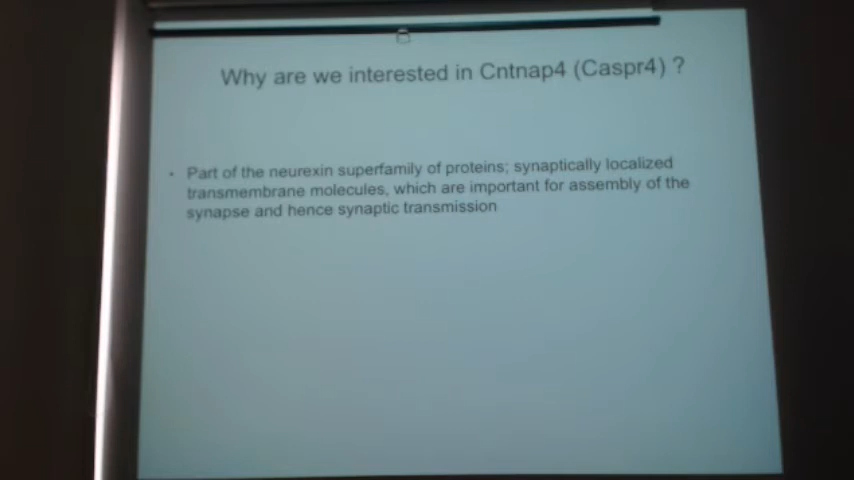 Why are we interested in Cntnap4 (Caspr4) ?
• Part of the neurexin superfamily of proteins; synaptically localized
transmembrane molecules, which are important for assembly of the
synapse and hence synaptic transmission